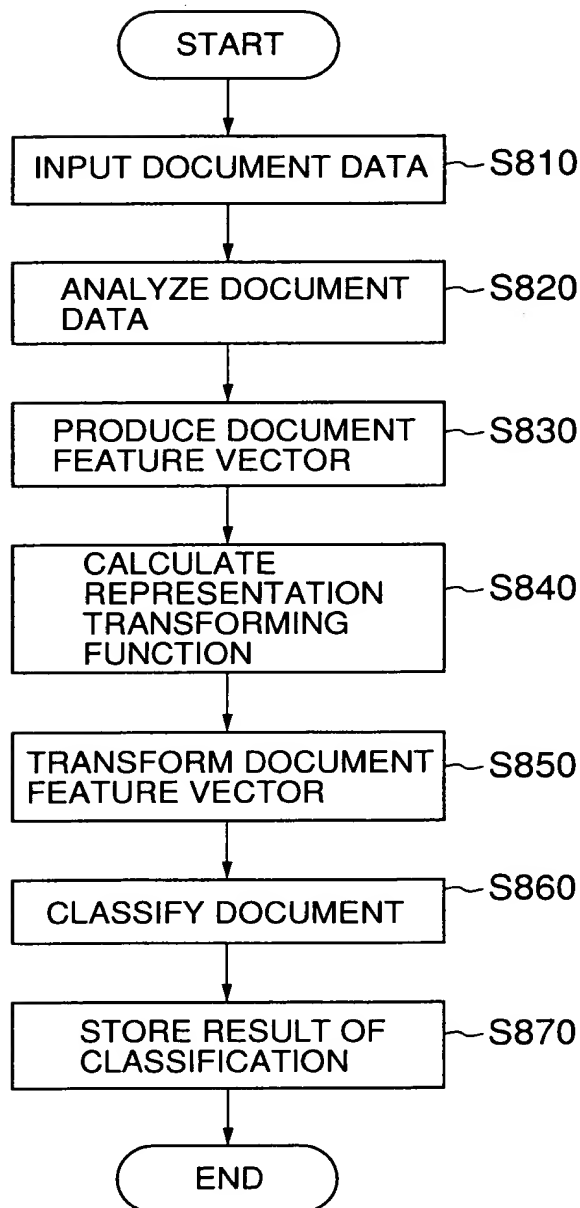 START
INPUT DOCUMENT DATA
S810
ANALYZE DOCUMENT
DATA
S820
PRODUCE DOCUMENT
FEATURE VECTOR
S830
CALCULATE
REPRESENTATION
TRANSFORMING
FUNCTION
S840
TRANSFORM DOCUMENT
FEATURE VECTOR
S850
CLASSIFY DOCUMENT
S860
STORE RESULT OF
CLASSIFICATION
S870
END